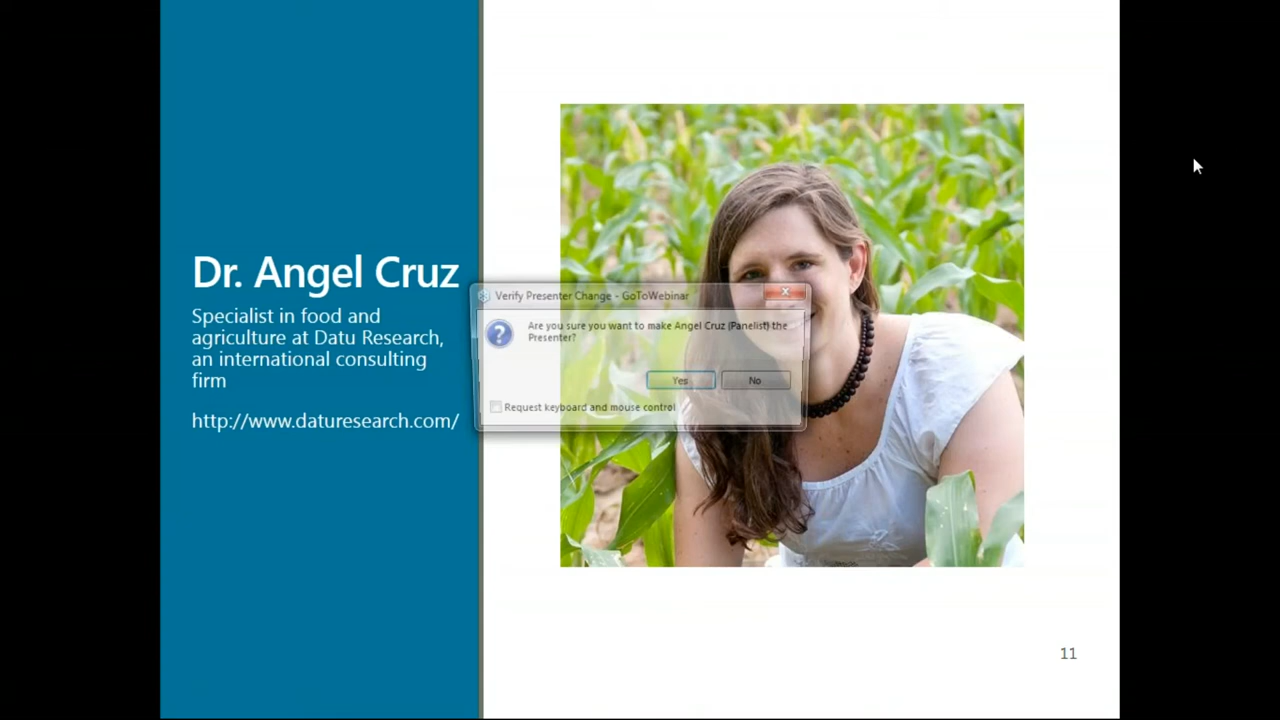 Dr. Angel Cruz
Specialist in food and
agriculture at Datu Research,
an international consulting
firm
http://www.daturesearch.com/
Verify Presenter Change - GoToWebinar
Are you sure you want to make Angel Cruz (Panelist) the
Presenter?
Yes No
Request keyboard and mouse control
11